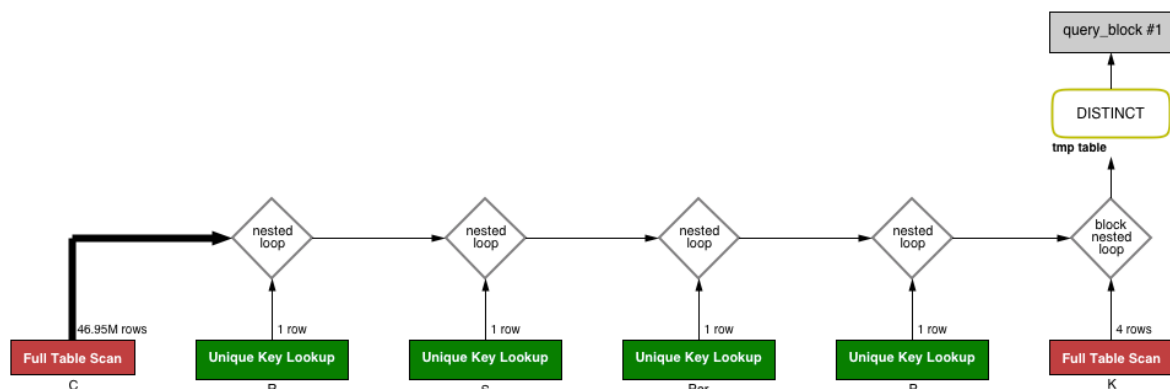 query_block #1
DISTINCT
tmp table
nested
loop
nested
loop
nested
loop
nested
loop
block
nested
loop
46.95M rows
1 row
1 row
1 row
1 row
4 rows
Full Table Scan
Unique Key Lookup
Unique Key Lookup
Unique Key Lookup
Unique Key Lookup
Full Table Scan
C
K